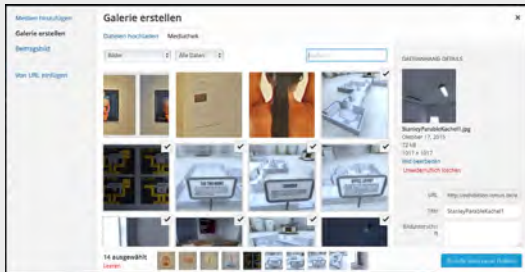 Medien hinzufügen
Galerie erstellen
Beitragsbild
Von URL einfügen
Galerie erstellen
Dateien hochladen Mediathek
Bilder
Alle Daten
DATEIANHANG DETAILS
StanleyParableKachel1.jpg
Oktober 17, 2015
1017 × 1017
Bild bearbeiten
Unwiderruflich löschen
URL
Titel
StanleyParableKachel1
14 ausgewählt
Leeren